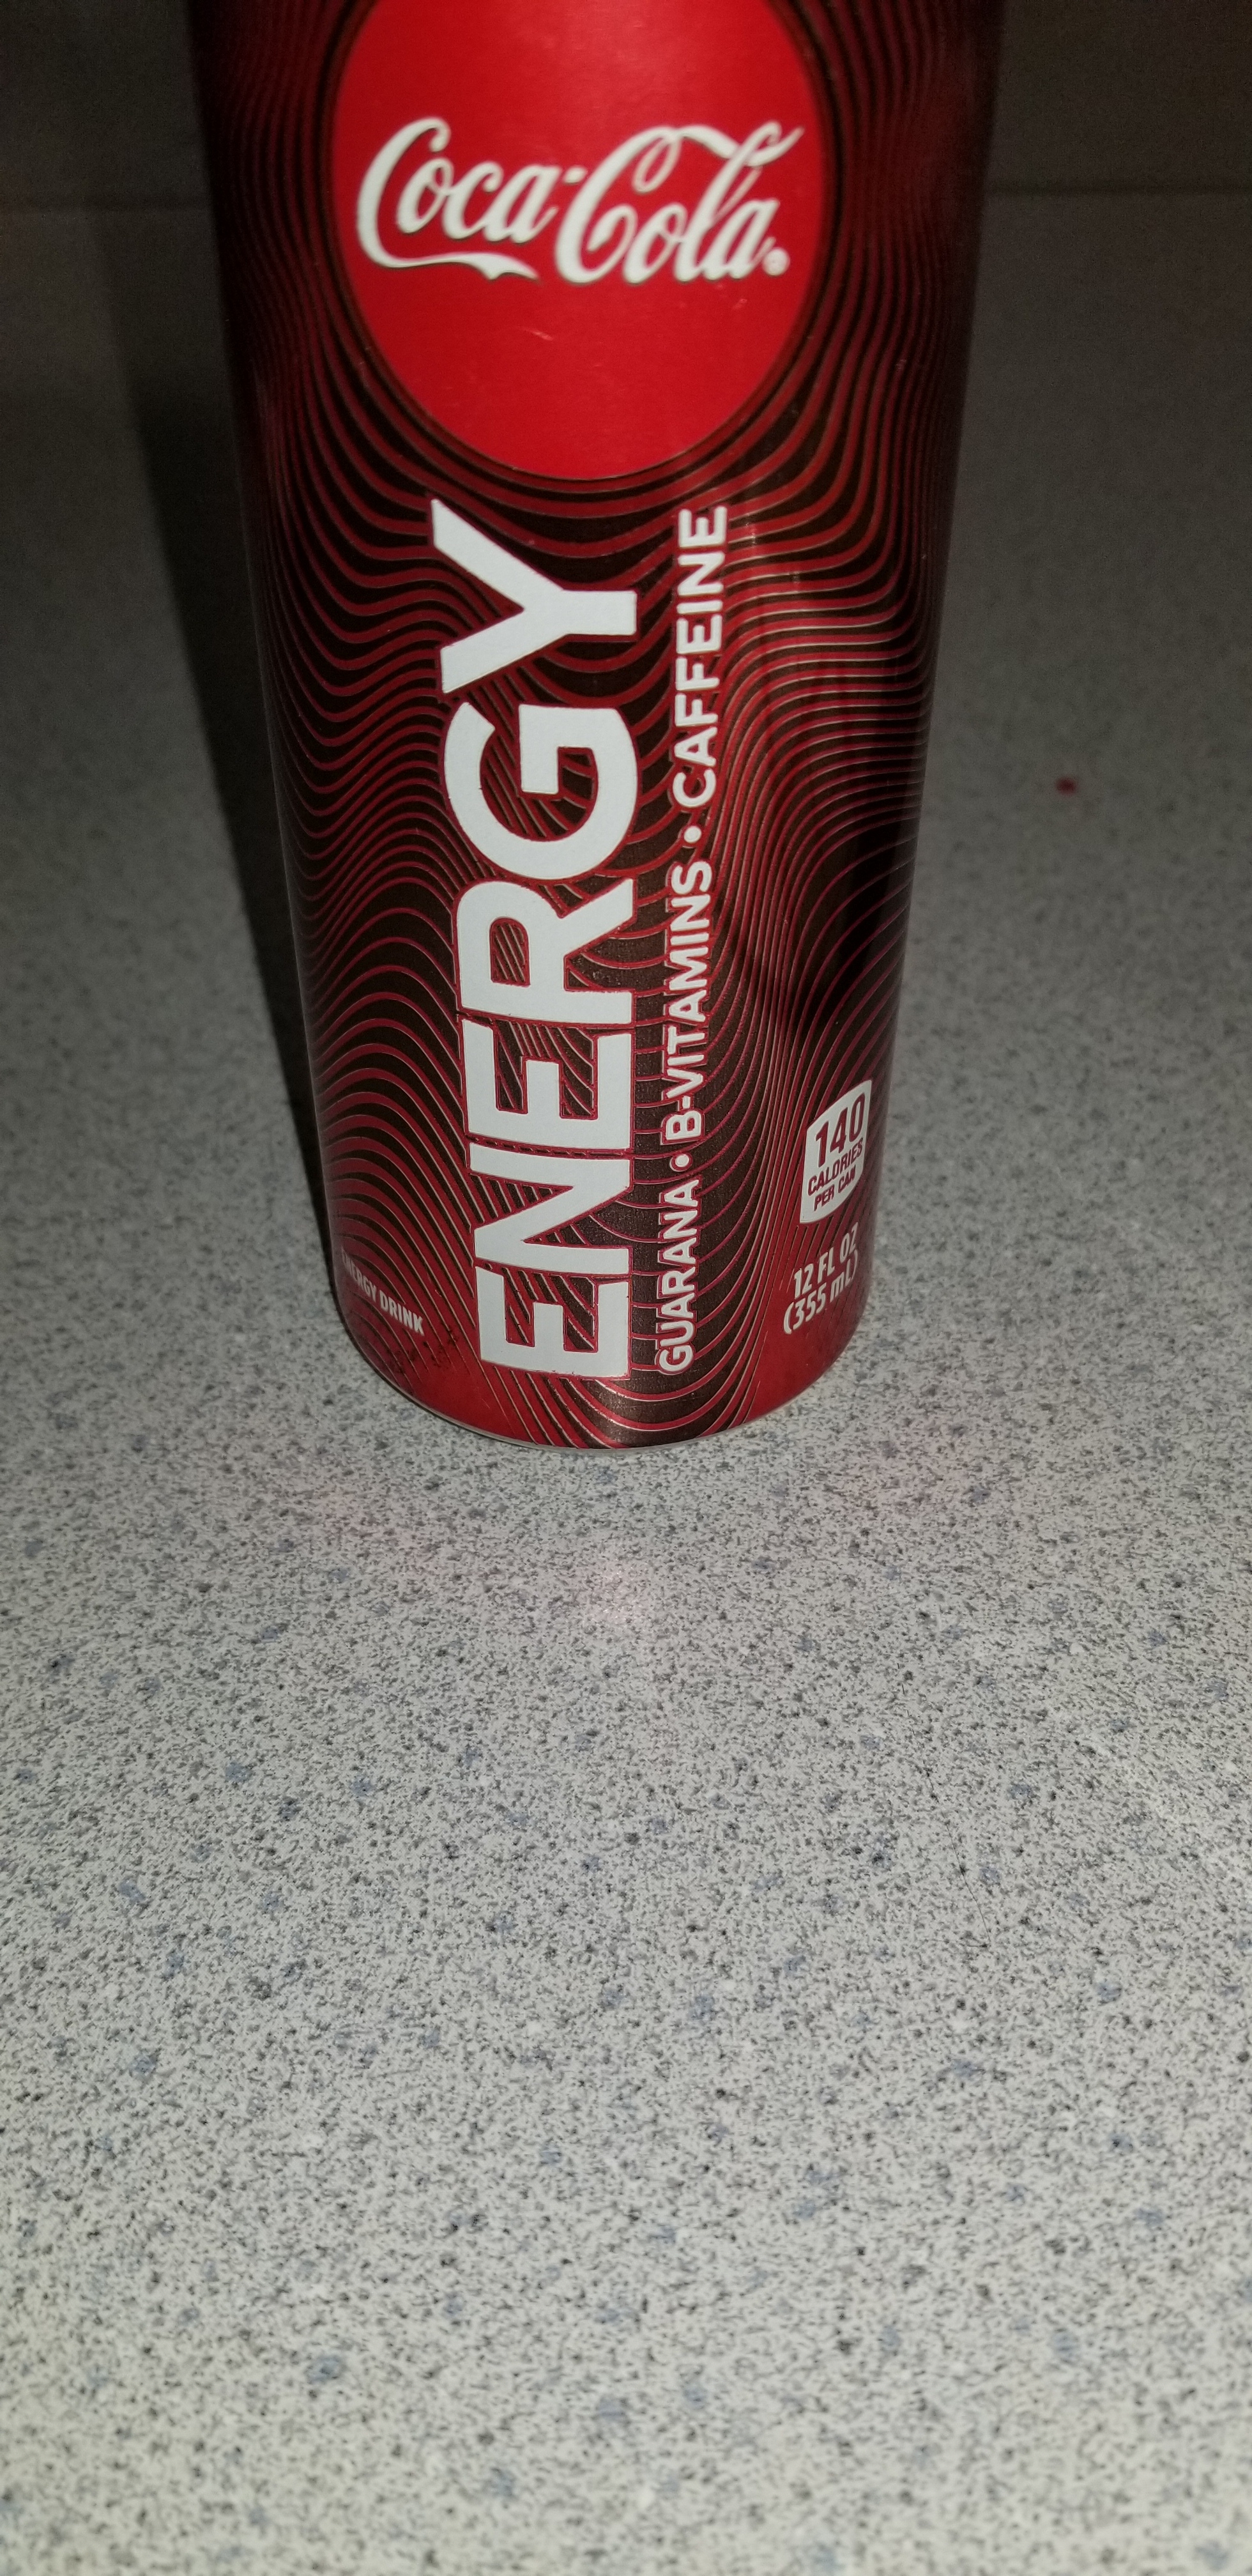 Coca-Cola®
ENERGY
GUARANA • B-VITAMINS • CAFFEINE
140
CALORIES
PER CAN
12 FL OZ
(355 mL)
ENERGY DRINK